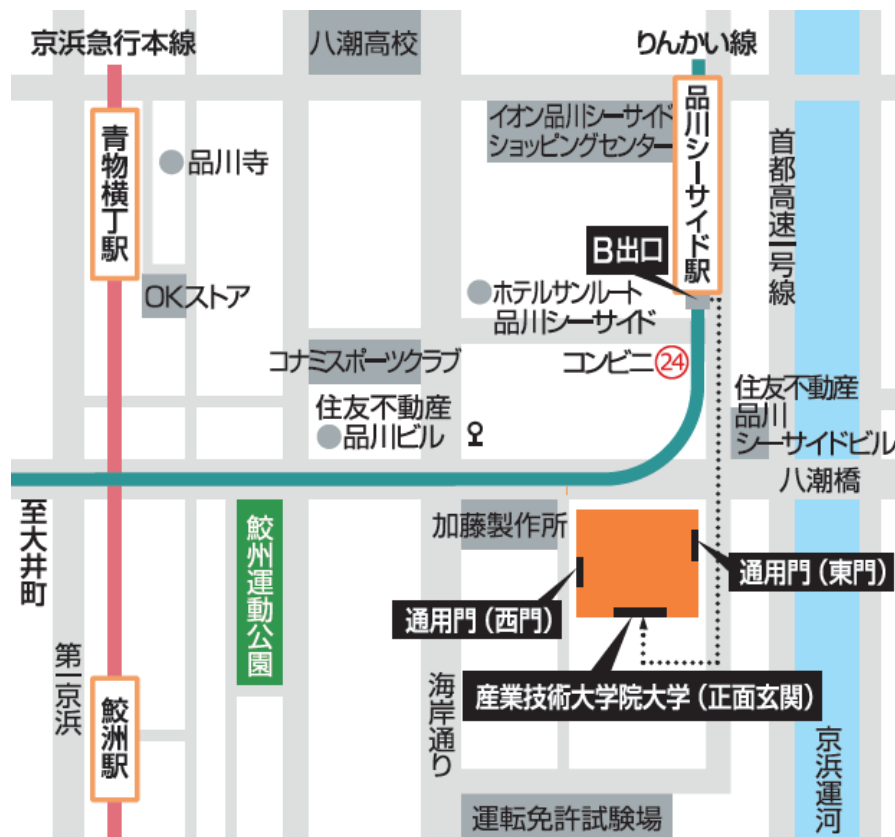 京浜急行本線
八潮高校
りんかい線
青物横丁駅
品川寺
イオン品川シーサイド
ショッピングセンター
品川シーサイド駅
首都高速一号線
B出口
OKストア
ホテルサンルート
品川シーサイド
コナミスポーツクラブ
コンビニ
24
住友不動産
品川ビル
住友不動産
品川
シーサイドビル
八潮橋
至大井町
鮫州運動公園
加藤製作所
通用門(東門)
通用門(西門)
産業技術大学院大学(正面玄関)
第一京浜
鮫洲駅
海岸通り
京浜運河
運転免許試験場